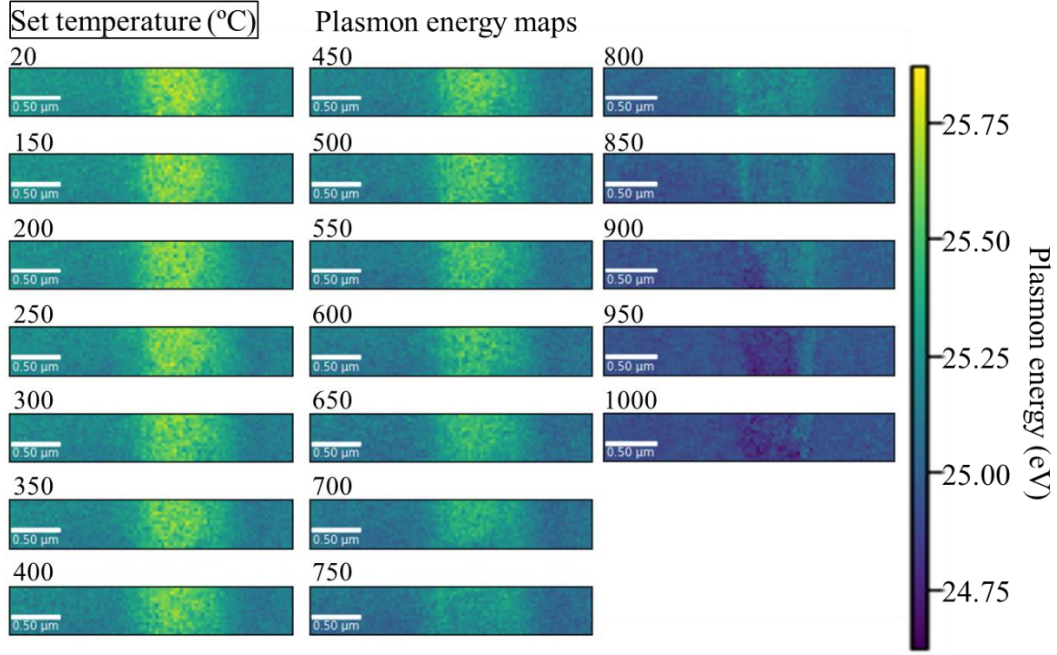 Set temperature (ºC)
Plasmon energy maps
20
0.50 µm
150
0.50 µm
200
0.50 µm
250
0.50 µm
300
0.50 µm
350
0.50 µm
400
0.50 µm
450
0.50 µm
500
0.50 µm
550
0.50 µm
600
0.50 µm
650
0.50 µm
700
0.50 µm
750
0.50 µm
800
0.50 µm
850
0.50 µm
900
0.50 µm
950
0.50 µm
1000
0.50 µm
25.75
25.50
25.25
25.00
24.75
Plasmon energy (eV)